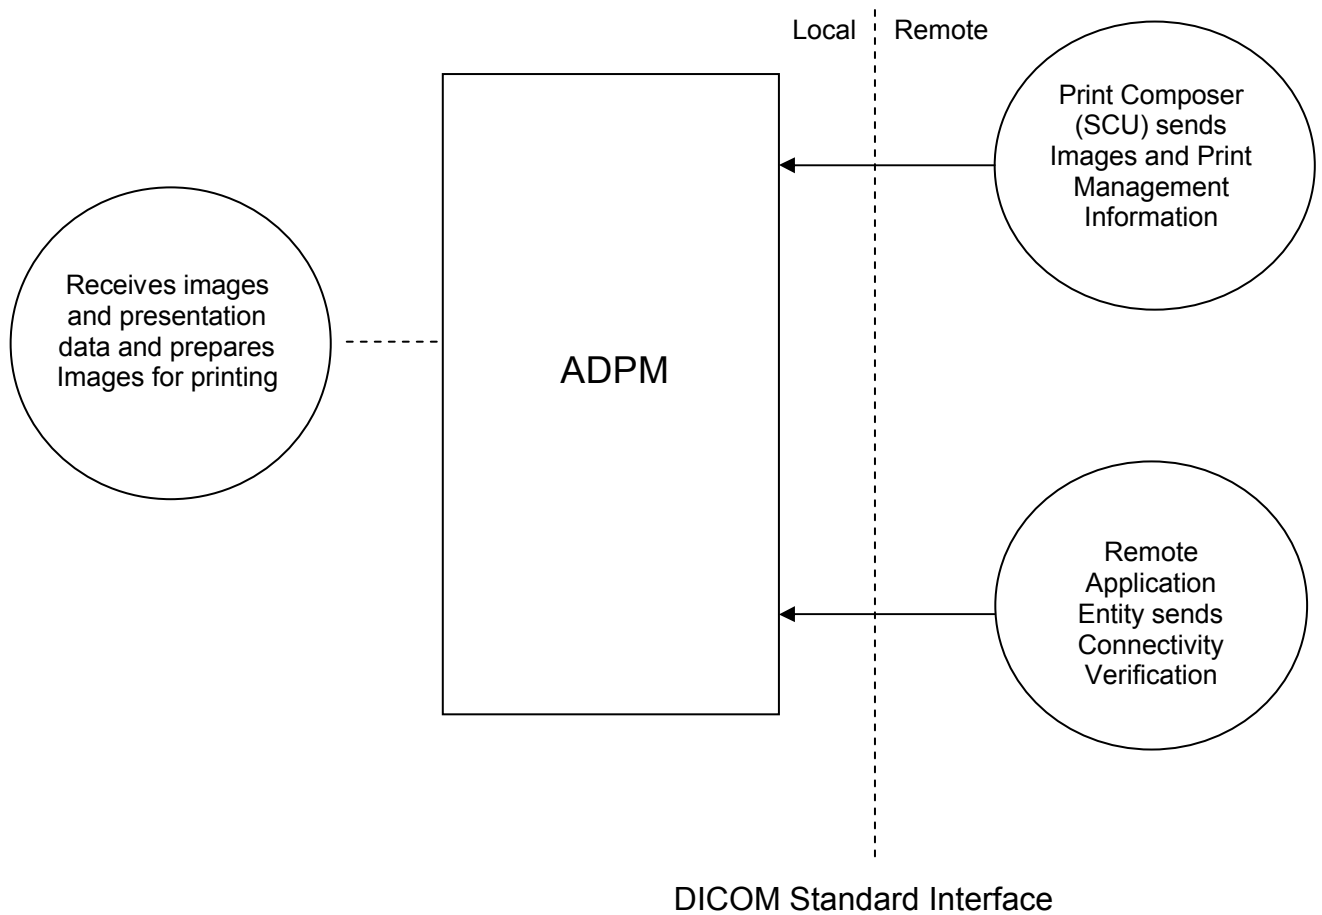 Local
Remote
Print Composer
(SCU) sends
Images and Print
Management
Information
Receives images
and presentation
data and prepares
Images for printing
ADPM
Remote
Application
Entity sends
Connectivity
Verification
DICOM Standard Interface